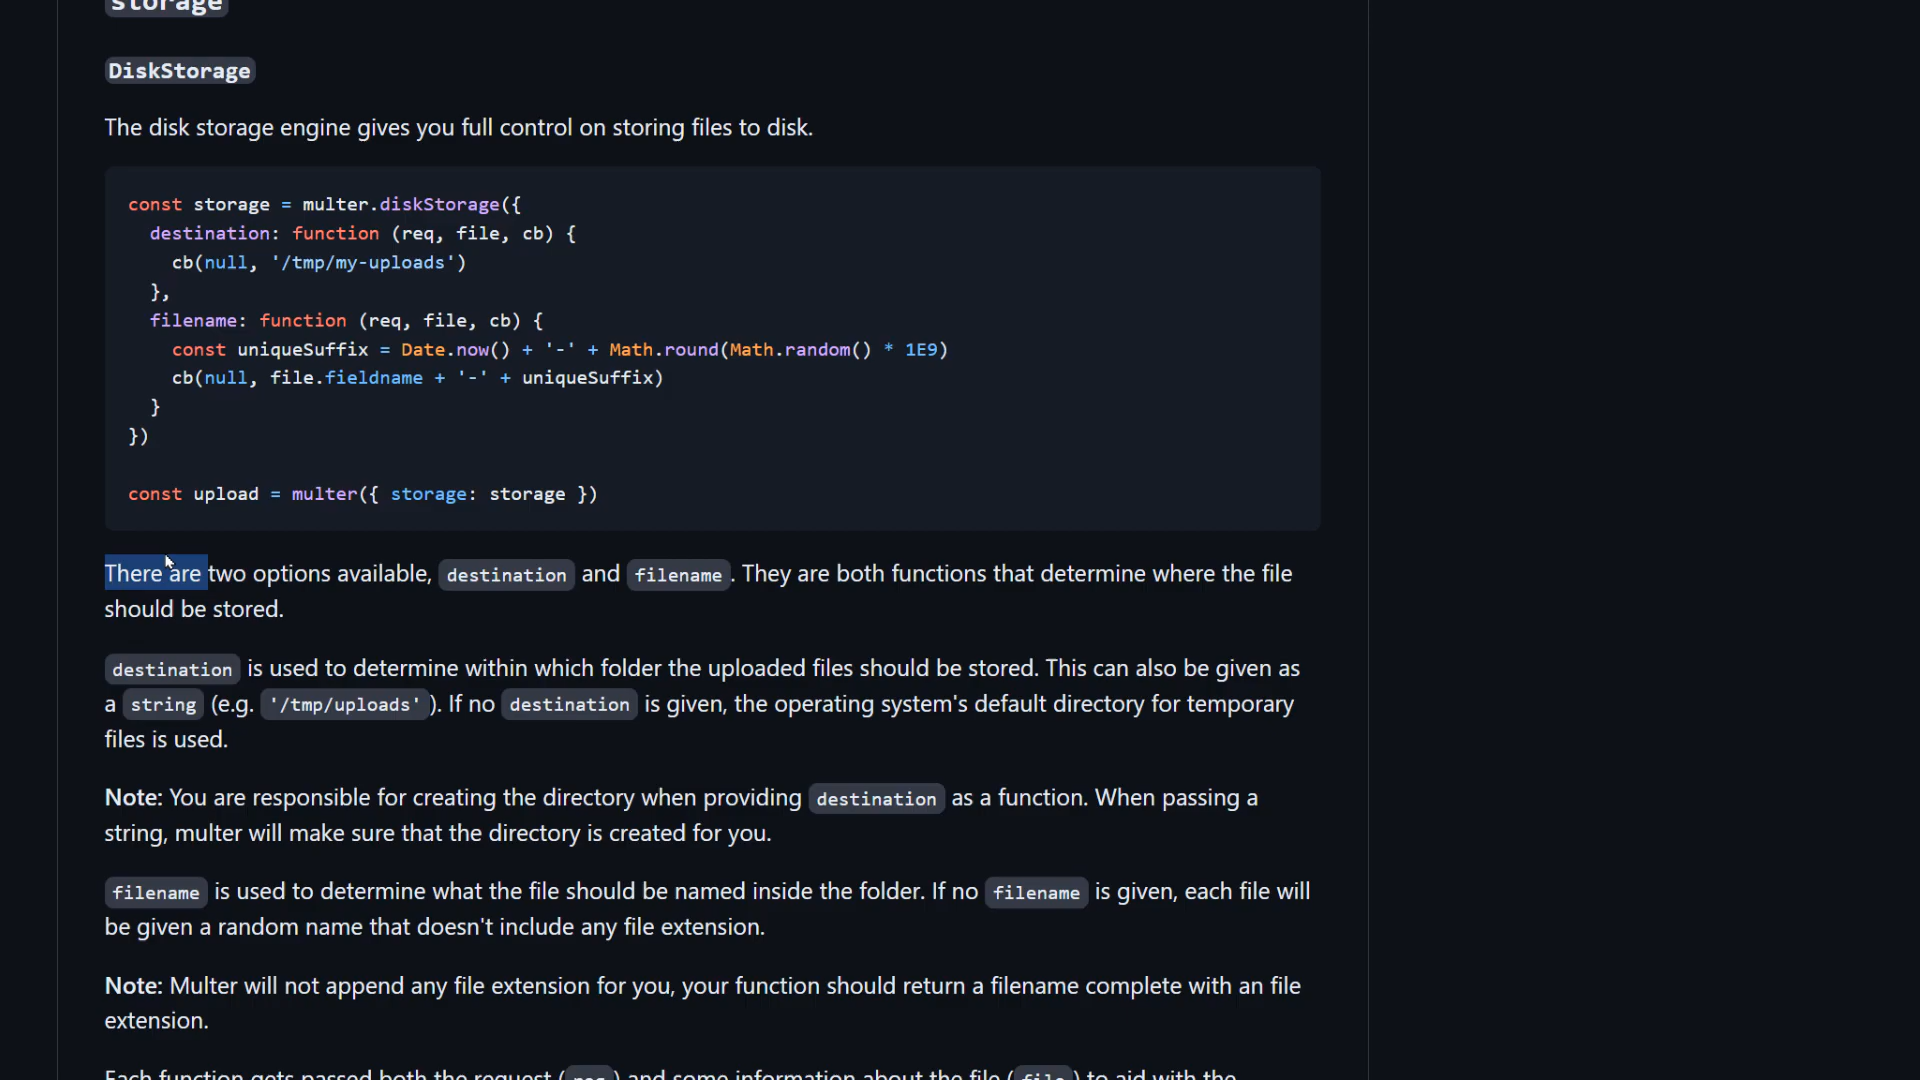 storage
DiskStorage
The disk storage engine gives you full control on storing files to disk.
const storage = multer.diskStorage({
  destination: function (req, file, cb) {
    cb(null, '/tmp/my-uploads')
  },
  filename: function (req, file, cb) {
    const uniqueSuffix = Date.now() + '-' + Math.round(Math.random() * 1E9)
    cb(null, file.fieldname + '-' + uniqueSuffix)
  }
})
const upload = multer({ storage: storage })
There are two options available, destination and filename. They are both functions that determine where the file
should be stored.
destination is used to determine within which folder the uploaded files should be stored. This can also be given as
a string (e.g. '/tmp/uploads'). If no destination is given, the operating system's default directory for temporary
files is used.
Note: You are responsible for creating the directory when providing destination as a function. When passing a
string, multer will make sure that the directory is created for you.
filename is used to determine what the file should be named inside the folder. If no filename is given, each file will
be given a random name that doesn't include any file extension.
Note: Multer will not append any file extension for you, your function should return a filename complete with an file
extension.
Each function gets passed both the request (req) and some information about the file (file) to aid with the